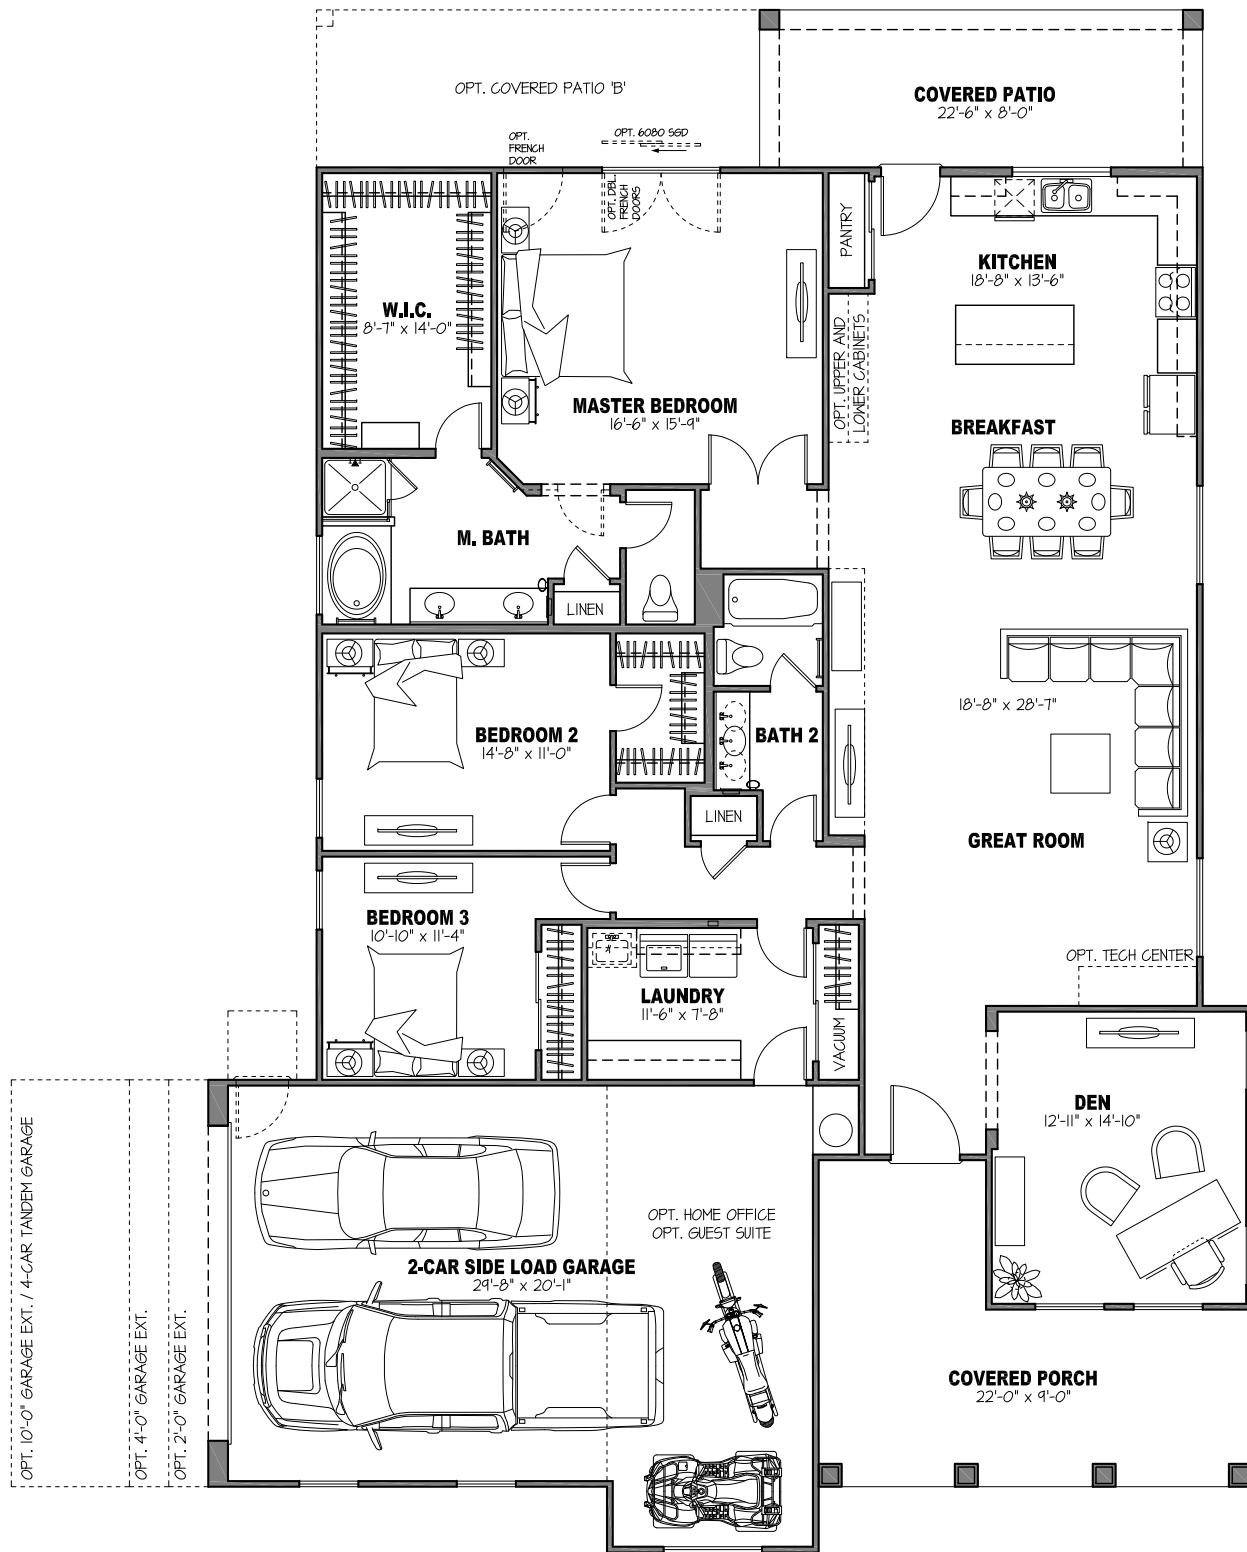 OPT. COVERED PATIO 'B'
COVERED PATIO
22'-6" x 8'-0"
OPT.
FRENCH
DOOR
OPT. 6080 SGD
OPT. DBL.
FRENCH
DOORS
PANTRY
KITCHEN
18'-8" x 13'-6"
W.I.C.
8'-7" x 14'-0"
OPT. UPPER AND
LOWER CABINETS
MASTER BEDROOM
16'-6" x 15'-9"
BREAKFAST
M. BATH
LINEN
BEDROOM 2
14'-8" x 11'-0"
BATH 2
18'-8" x 28'-7"
LINEN
GREAT ROOM
BEDROOM 3
10'-10" x 11'-4"
OPT. TECH CENTER
LAUNDRY
11'-6" x 7'-8"
VACUUM
DEN
12'-11" x 14'-10"
OPT. HOME OFFICE
OPT. GUEST SUITE
2-CAR SIDE LOAD GARAGE
29'-8" x 20'-1"
OPT. 10'-0" GARAGE EXT. / 4-CAR TANDEM GARAGE
OPT. 4'-0" GARAGE EXT.
OPT. 2'-0" GARAGE EXT.
COVERED PORCH
22'-0" x 9'-0"